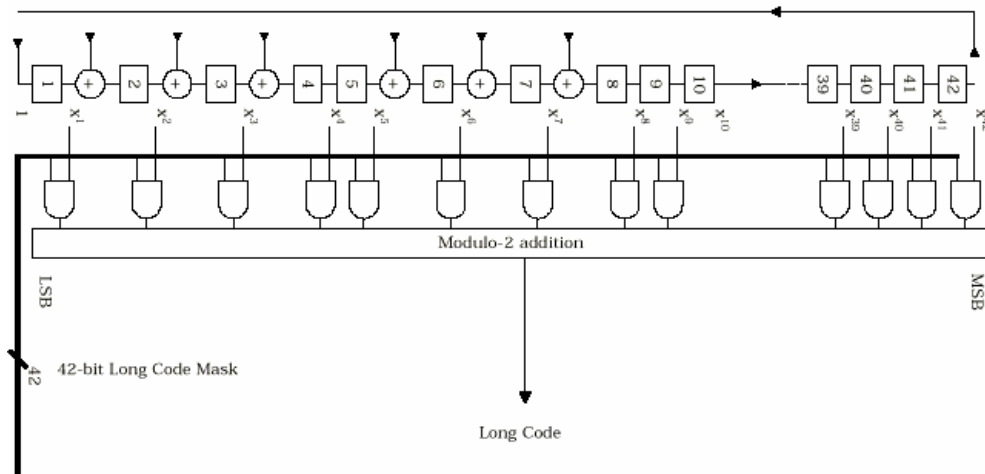 1 + 2 + 3 + 4 5 + 6 + 7 + 8 9 10 39 40 41 42
1 x¹ x² x³ x⁴ x⁵ x⁶ x⁷ x⁸ x⁹ x¹⁰ x³⁹ x⁴⁰ x⁴¹
Modulo-2 addition
LSB MSB
42 42-bit Long Code Mask
Long Code